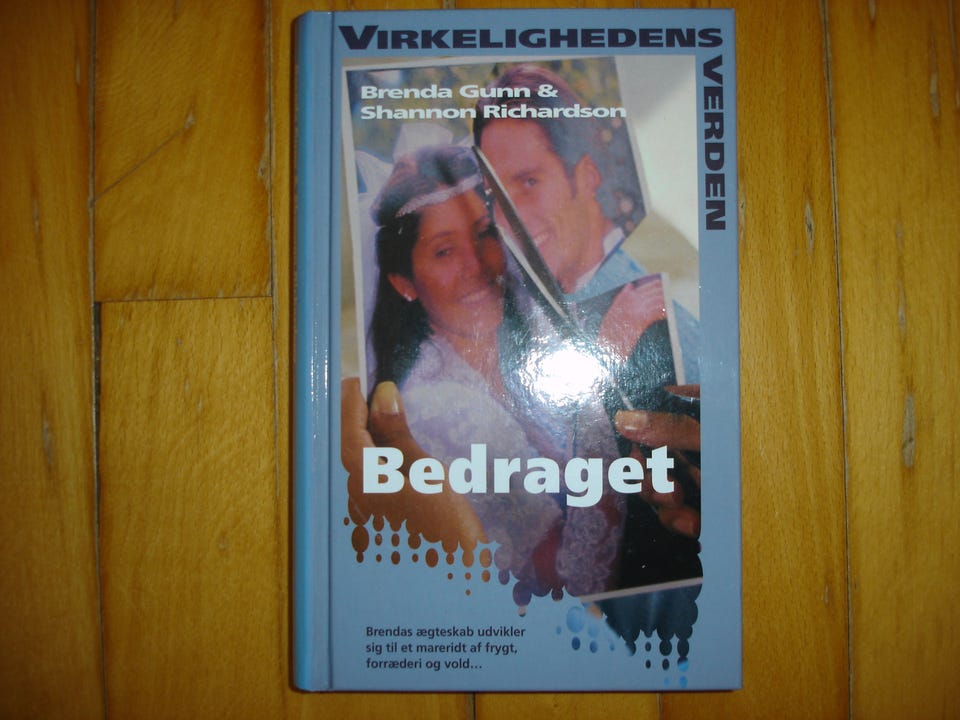 VIRKELIGHEDENS
VERDEN
Brenda Gunn &
Shannon Richardson
Bedraget
Brendas ægteskab udvikler
sig til et mareridt af frygt,
forræderi og vold...